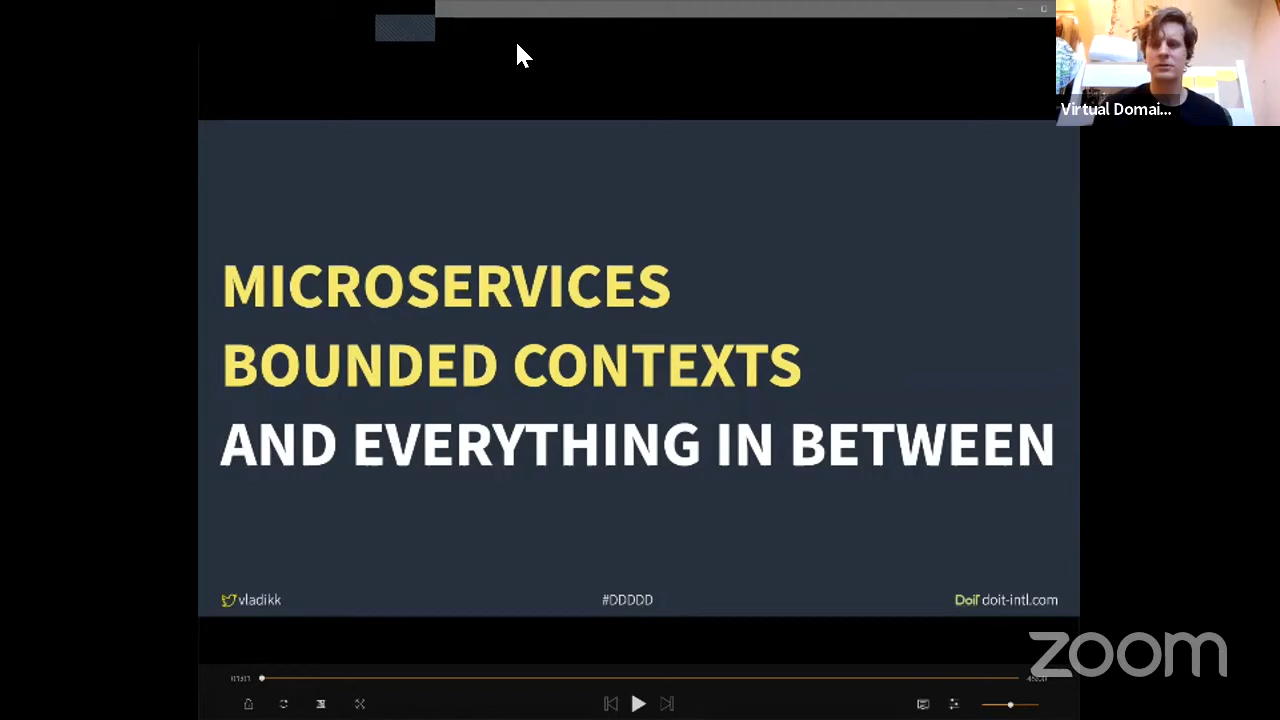 Virtual Domai...
MICROSERVICES
BOUNDED CONTEXTS
AND EVERYTHING IN BETWEEN
vladikk
#DDDDD
DoiT doit-intl.com
zoom